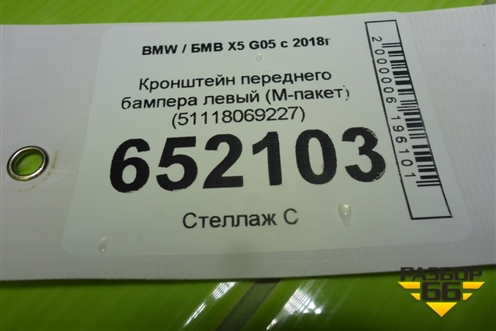 BMW / БМВ X5 G05 с 2018г
Кронштейн переднего
бампера левый (М-пакет)
(51118069227)
652103
Стеллаж С
2000006196101
РАЗБОР
66